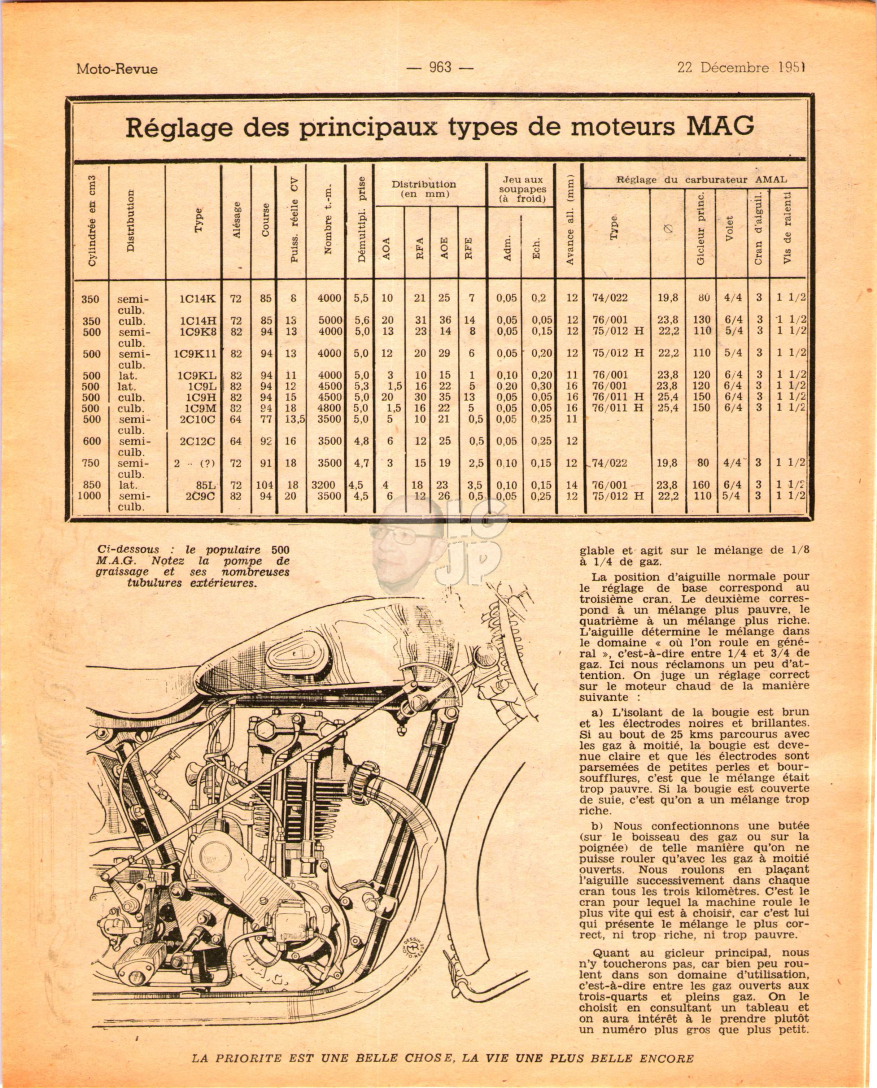 Moto-Revue — 963 — 22 Décembre 1951
Réglage des principaux types de moteurs MAG
Cylindrée en cm3 Distribution Type Alésage Course Puiss. réelle CV Nombre t.-m. Démultipl. prise Distribution (en mm) AOA RFA AOE RFE Jeu aux soupapes (à froid) Adm. Ech. Avance all. (mm) Réglage du carburateur AMAL Type Ø Gicleur princ. Volet Cran d'aiguil. Vis de ralenti
350 semi- 1C14K 72 85 8 4000 5,5 10 21 25 7 0,05 0,2 12 74/022 19,8 80 4/4 3 1 1/2
culb.
350 culb. 1C14H 72 85 13 5000 5,6 20 31 36 14 0,05 0,05 12 76/001 23,8 130 6/4 3 1 1/2
500 semi- 1C9K8 82 94 13 4000 5,0 13 23 14 8 0,05 0,15 12 75/012 H 22,2 110 5/4 3 1 1/2
culb.
500 semi- 1C9K11 82 94 13 4000 5,0 12 20 29 6 0,05 0,20 12 75/012 H 22,2 110 5/4 3 1 1/2
culb.
500 lat. 1C9KL 82 94 11 4000 5,0 3 10 15 1 0,10 0,20 11 76/001 23,8 120 6/4 3 1 1/2
500 lat. 1C9L 82 94 12 4500 5,3 1,5 16 22 5 0 20 0,30 16 76/001 23,8 120 6/4 3 1 1/2
500 culb. 1C9H 82 94 15 4500 5,0 20 30 35 13 0,05 0,05 16 76/011 H 25,4 150 6/4 3 1 1/2
500 culb. 1C9M 82 94 18 4800 5,0 1,5 16 22 5 0,05 0,05 16 76/011 H 25,4 150 6/4 3 1 1/2
500 semi- 2C10C 64 77 13,5 3500 5,0 5 10 21 0,5 0,05 0,25 11
culb.
600 semi- 2C12C 64 92 16 3500 4,8 6 12 25 0,5 0,05 0,25 12
culb.
750 semi- 2 - (?) 72 91 18 3500 4,7 3 15 19 2,5 0,10 0,15 12 74/022 19,8 80 4/4 3 1 1/2
culb.
850 lat. 85L 72 104 18 3200 4,5 4 18 23 3,5 0,10 0,15 14 76/001 23,8 160 6/4 3 1 1/2
1000 semi- 2C9C 82 94 20 3500 4,5 6 12 26 0,5 0,05 0,25 12 75/012 H 22,2 110 5/4 3 1 1/2
culb.
Ci-dessous : le populaire 500
M.A.G. Notez la pompe de
graissage et ses nombreuses
tubulures extérieures.
JP
M.A.G.
glable et agit sur le mélange de 1/8
à 1/4 de gaz.
La position d'aiguille normale pour
le réglage de base correspond au
troisième cran. Le deuxième corres-
pond à un mélange plus pauvre, le
quatrième à un mélange plus riche.
L'aiguille détermine le mélange dans
le domaine « où l'on roule en géné-
ral », c'est-à-dire entre 1/4 et 3/4 de
gaz. Ici nous réclamons un peu d'at-
tention. On juge un réglage correct
sur le moteur chaud de la manière
suivante :
a) L'isolant de la bougie est brun
et les électrodes noires et brillantes.
Si au bout de 25 kms parcourus avec
les gaz à moitié, la bougie est deve-
nue claire et que les électrodes sont
parsemées de petites perles et bour-
soufflures, c'est que le mélange était
trop pauvre. Si la bougie est couverte
de suie, c'est qu'on a un mélange trop
riche.
b) Nous confectionnons une butée
(sur le boisseau des gaz ou sur la
poignée) de telle manière qu'on ne
puisse rouler qu'avec les gaz à moitié
ouverts. Nous roulons en plaçant
l'aiguille successivement dans chaque
cran tous les trois kilomètres. C'est le
cran pour lequel la machine roule le
plus vite qui est à choisir, car c'est lui
qui présente le mélange le plus cor-
rect, ni trop riche, ni trop pauvre.
Quant au gicleur principal, nous
n'y toucherons pas, car bien peu rou-
lent dans son domaine d'utilisation,
c'est-à-dire entre les gaz ouverts aux
trois-quarts et pleins gaz. On le
choisit en consultant un tableau et
on aura intérêt à le prendre plutôt
un numéro plus gros que plus petit.
LA PRIORITE EST UNE BELLE CHOSE, LA VIE UNE PLUS BELLE ENCORE